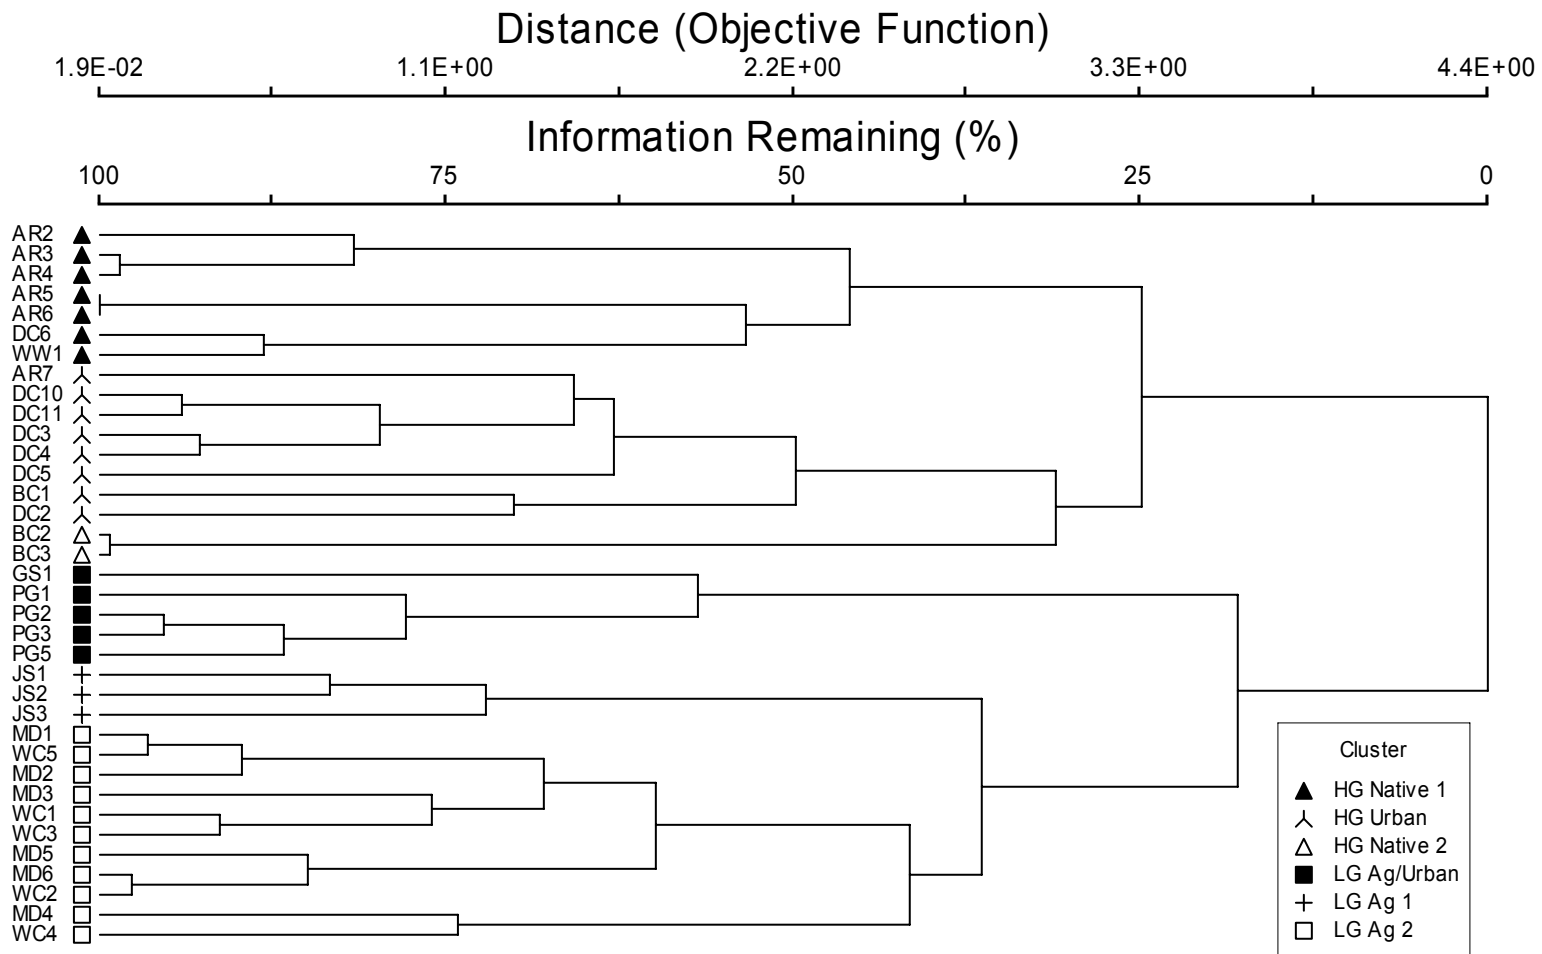 Distance (Objective Function)
1.9E-02 1.1E+00 2.2E+00 3.3E+00 4.4E+00
Information Remaining (%)
100 75 50 25 0
AR2
AR3
AR4
AR5
AR6
DC6
WW1
AR7
DC10
DC11
DC3
DC4
DC5
BC1
DC2
BC2
BC3
GS1
PG1
PG2
PG3
PG5
JS1
JS2
JS3
MD1
WC5
MD2
MD3
WC1
WC3
MD5
MD6
WC2
MD4
WC4
Cluster
HG Native 1
HG Urban
HG Native 2
LG Ag/Urban
LG Ag 1
LG Ag 2